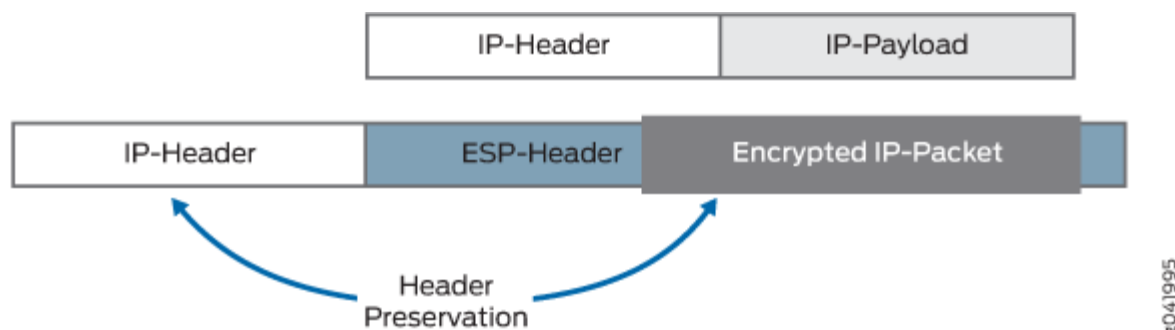 IP-Header IP-Payload
IP-Header ESP-Header Encrypted IP-Packet
Header
Preservation